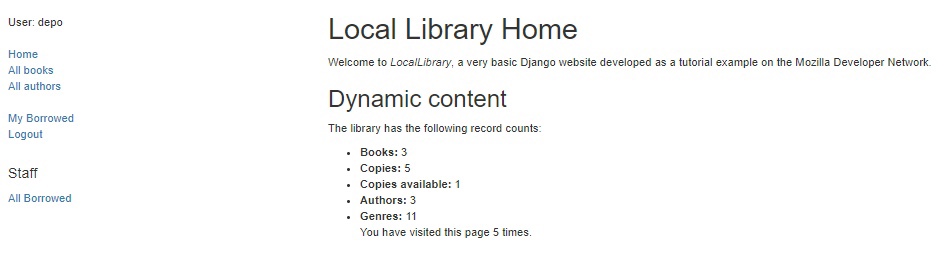 User: depo
Home
All books
All authors
My Borrowed
Logout
Staff
All Borrowed
Local Library Home
Welcome to LocalLibrary, a very basic Django website developed as a tutorial example on the Mozilla Developer Network.
Dynamic content
The library has the following record counts:
Books: 3
Copies: 5
Copies available: 1
Authors: 3
Genres: 11
You have visited this page 5 times.